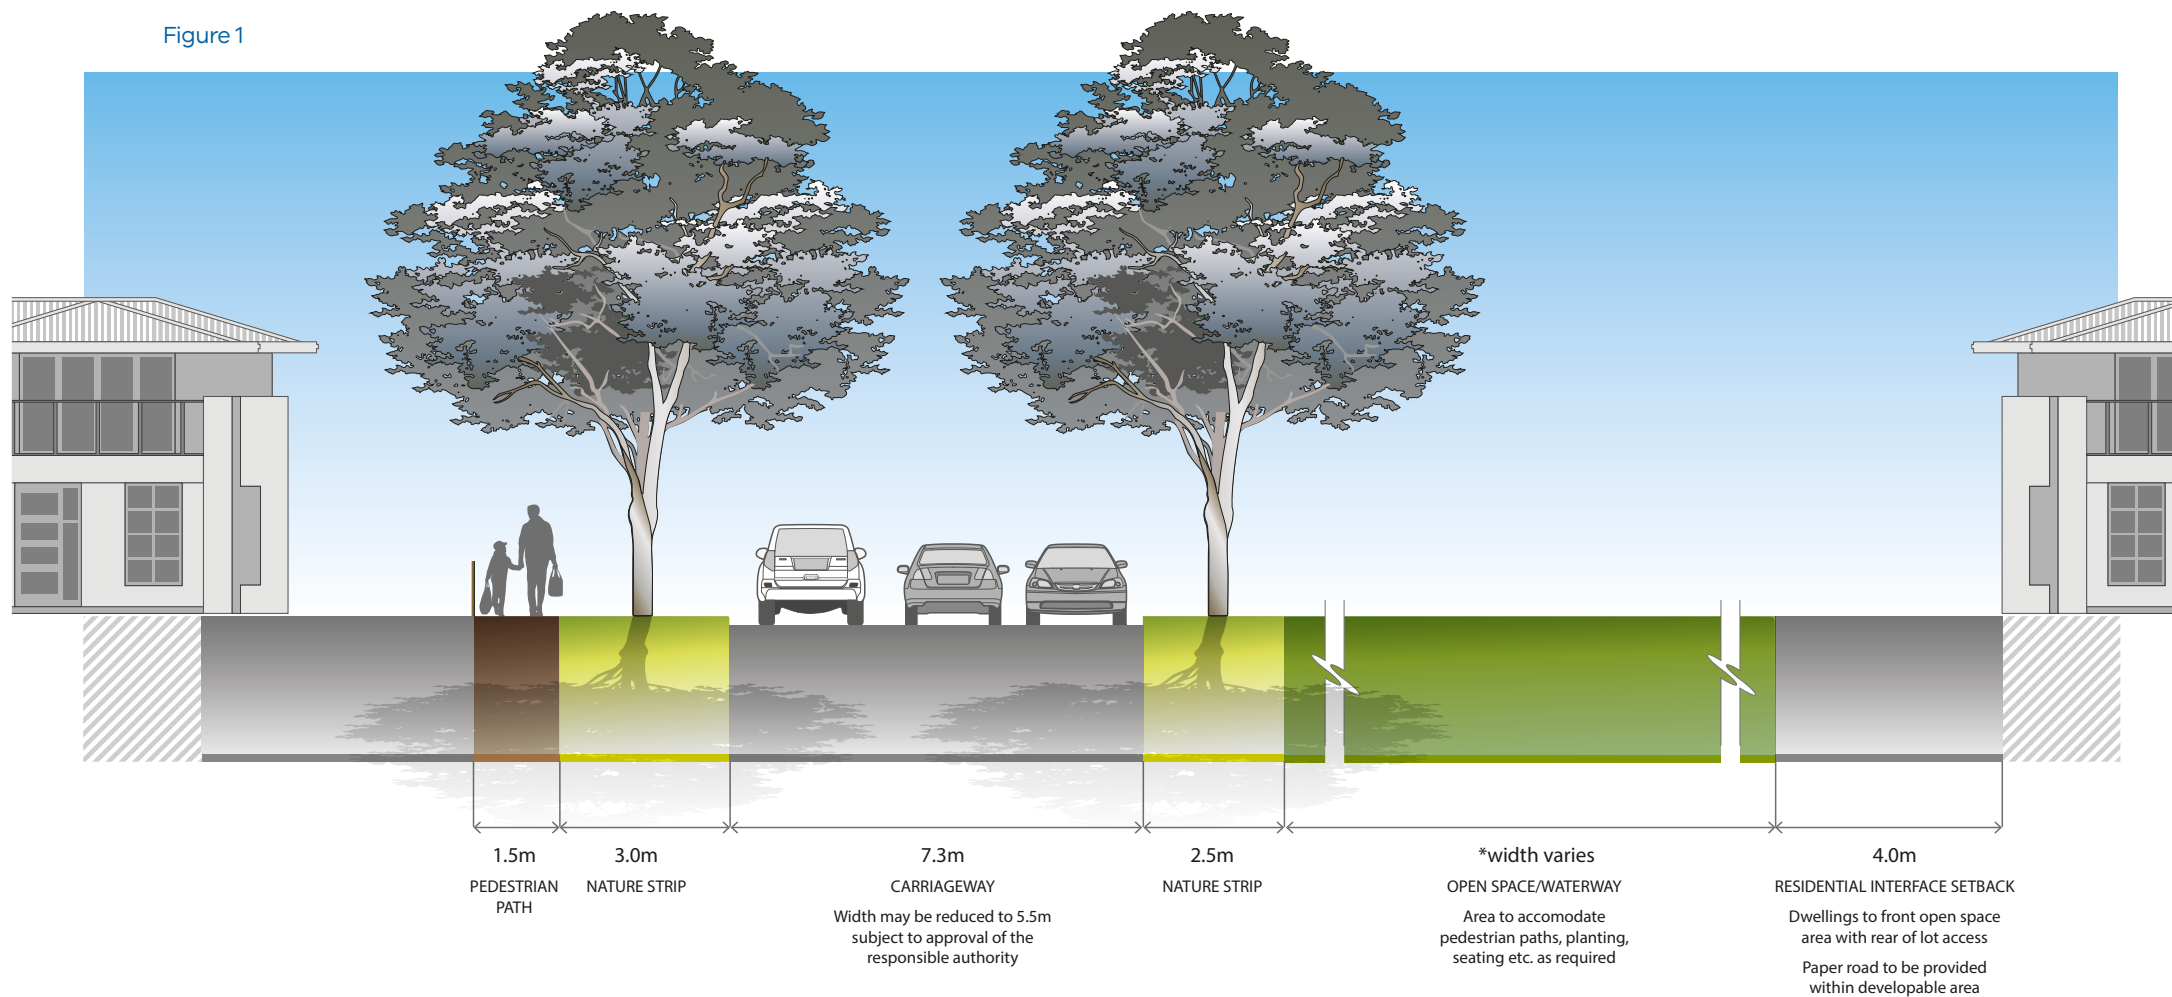 Figure 1
1.5m
PEDESTRIAN
PATH
3.0m
NATURE STRIP
7.3m
CARRIAGEWAY
Width may be reduced to 5.5m
subject to approval of the
responsible authority
2.5m
NATURE STRIP
*width varies
OPEN SPACE/WATERWAY
Area to accomodate
pedestrian paths, planting,
seating etc. as required
4.0m
RESIDENTIAL INTERFACE SETBACK
Dwellings to front open space
area with rear of lot access
Paper road to be provided
within developable area